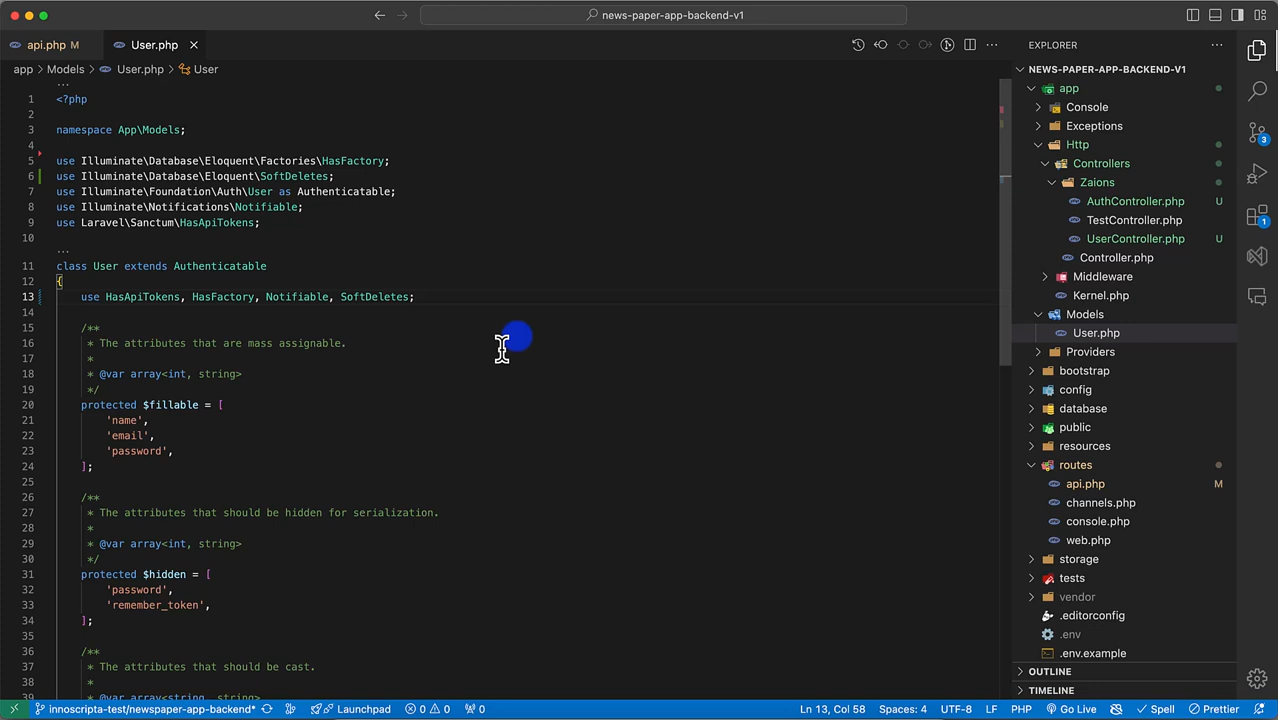 news-paper-app-backend-v1
api.php M
User.php
EXPLORER
app > Models > User.php > User
NEWS-PAPER-APP-BACKEND-V1
1 <?php
2
3 namespace App\Models;
4
5 use Illuminate\Database\Eloquent\Factories\HasFactory;
6 use Illuminate\Database\Eloquent\SoftDeletes;
7 use Illuminate\Foundation\Auth\User as Authenticatable;
8 use Illuminate\Notifications\Notifiable;
9 use Laravel\Sanctum\HasApiTokens;
10
11 class User extends Authenticatable
12 {
13 use HasApiTokens, HasFactory, Notifiable, SoftDeletes;
14
15 /**
16 * The attributes that are mass assignable.
17 *
18 * @var array<int, string>
19 */
20 protected $fillable = [
21 'name',
22 'email',
23 'password',
24 ];
25
26 /**
27 * The attributes that should be hidden for serialization.
28 *
29 * @var array<int, string>
30 */
31 protected $hidden = [
32 'password',
33 'remember_token',
34 ];
35
36 /**
37 * The attributes that should be cast.
38 *
39 * @var array<string, string>
app
Console
Exceptions
Http
Controllers
Zaions
AuthController.php U
TestController.php
UserController.php U
Controller.php
Middleware
Kernel.php
Models
User.php
Providers
bootstrap
config
database
public
resources
routes
api.php M
channels.php
console.php
web.php
storage
tests
vendor
.editorconfig
.env
.env.example
OUTLINE
TIMELINE
3
1
innoscripta-test/newspaper-app-backend* Launchpad 0 0 0 Ln 13, Col 58 Spaces: 4 UTF-8 LF PHP Go Live Spell Prettier